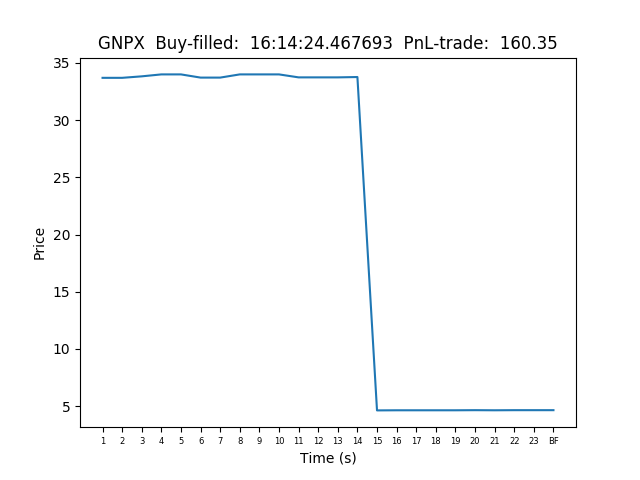 GNPX  Buy-filled:  16:14:24.467693  PnL-trade:  160.35
35
30
25
20
15
10
5
Price
1 2 3 4 5 6 7 8 9 10 11 12 13 14 15 16 17 18 19 20 21 22 23 BF
Time (s)